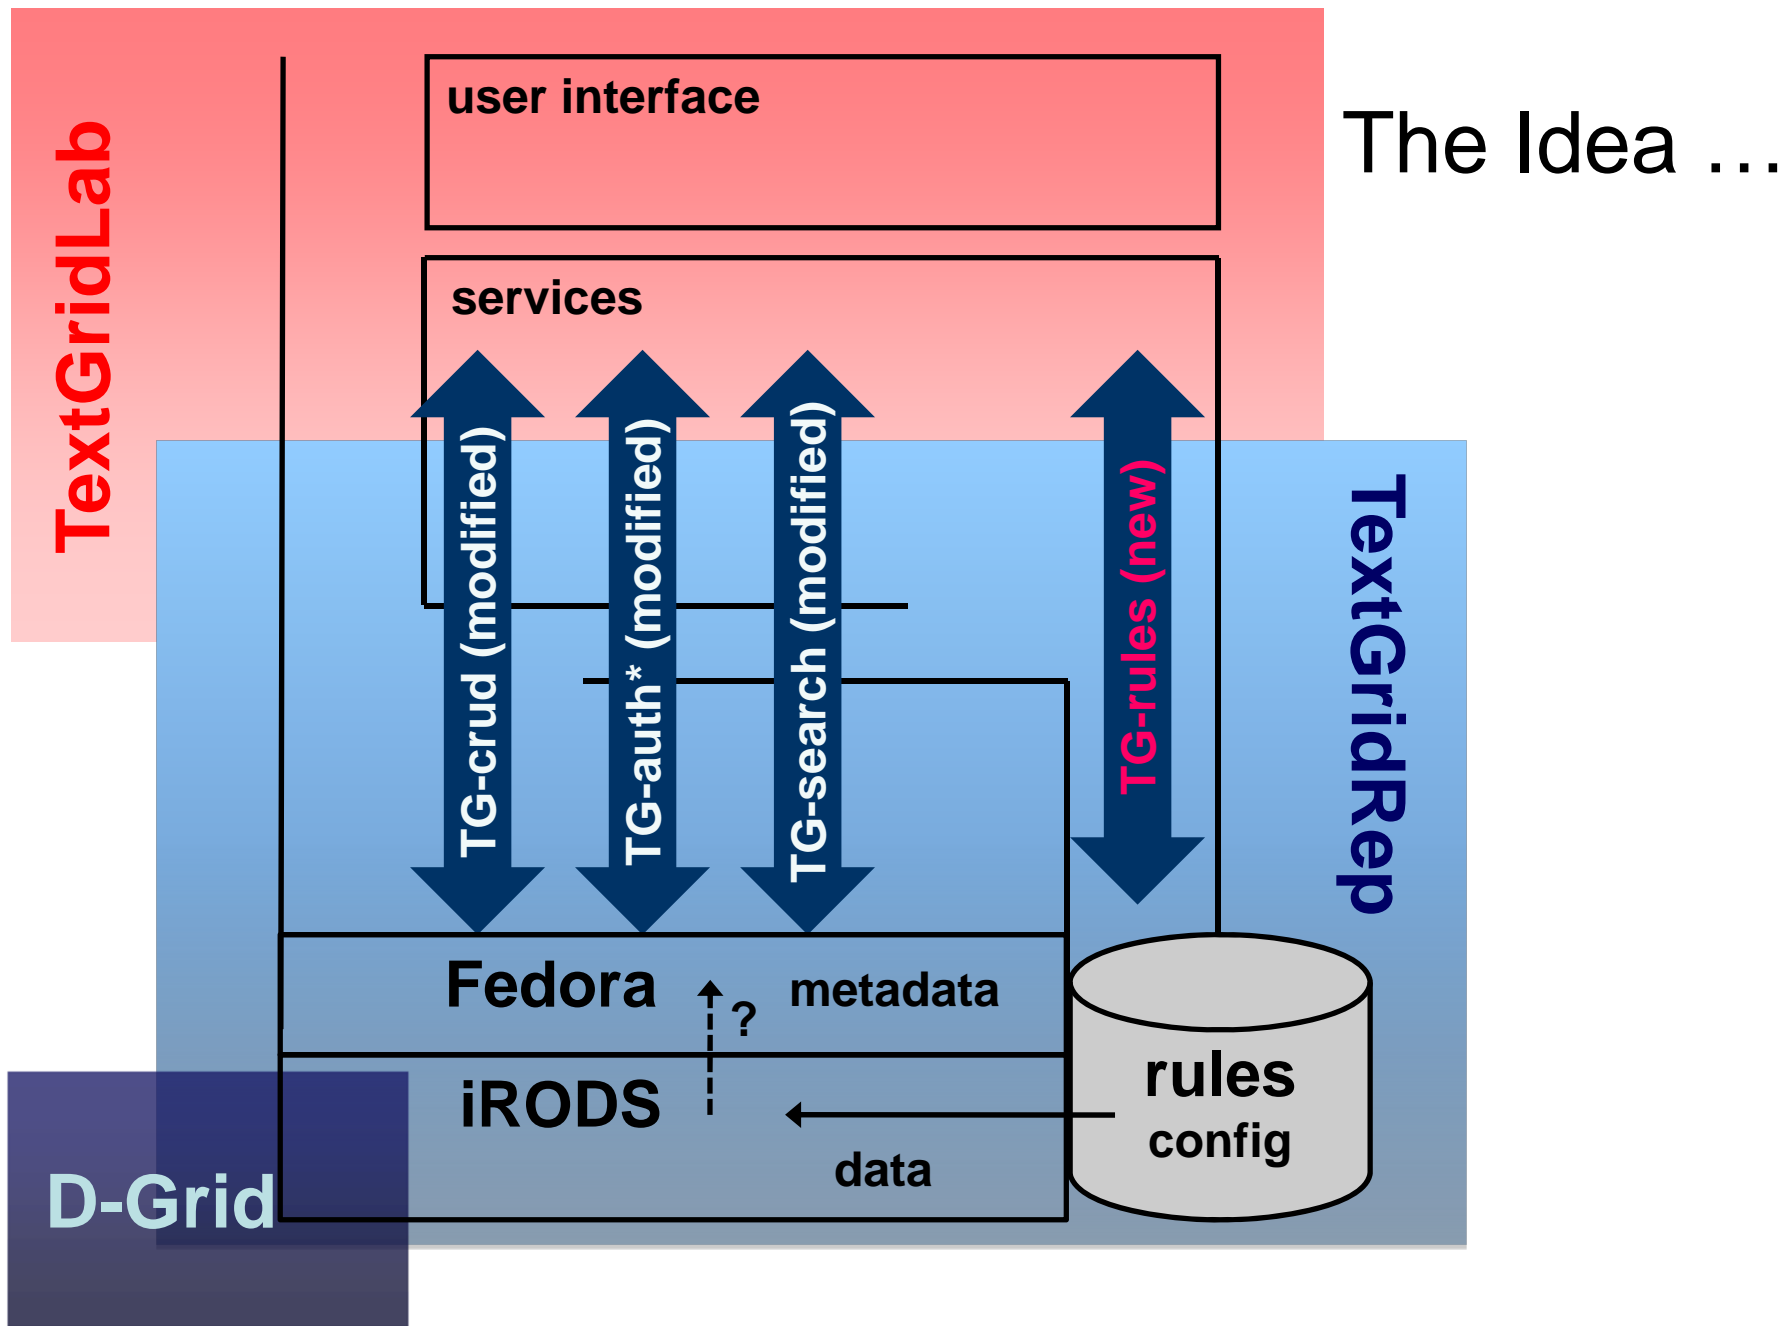 The Idea …
TextGridLab
user interface
services
TG-crud (modified)
TG-auth* (modified)
TG-search (modified)
TG-rules (new)
TextGridRep
Fedora
?
metadata
iRODS
data
rules
config
D-Grid